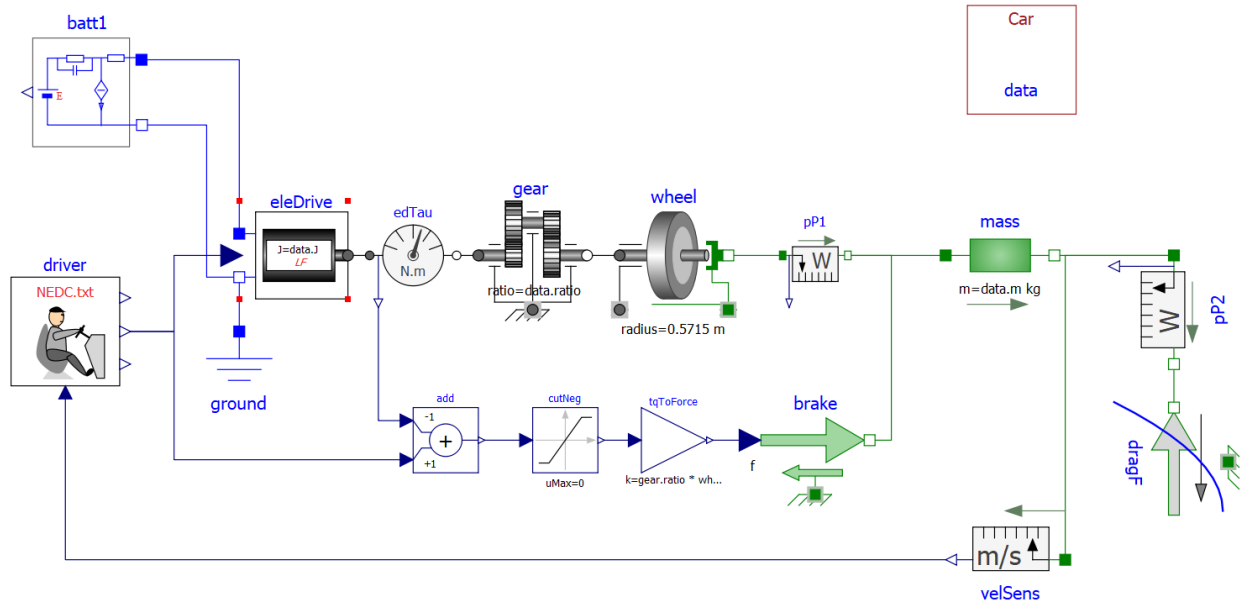 batt1
E
Car
data
gear
wheel
eleDrive
edTau
pP1
mass
J=data.J
LF
N.m
W
driver
NEDC.txt
ratio=data.ratio
m=data.m kg
W
pP2
radius=0.5715 m
ground
add
cutNeg
tqToForce
brake
-1
+
+1
f
dragF
uMax=0
k=gear.ratio * wh...
m/s
velSens